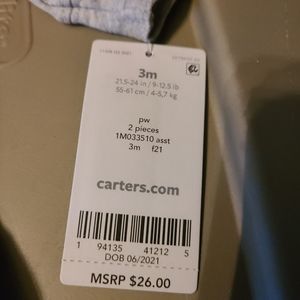 3m
21.5-24 in / 9-12.5 lb
55-61 cm / 4-5,7 kg
pw
2 pieces
1M033510 asst
3m f21
carters.com
1 94135 41212 5
DOB 06/2021
MSRP $26.00